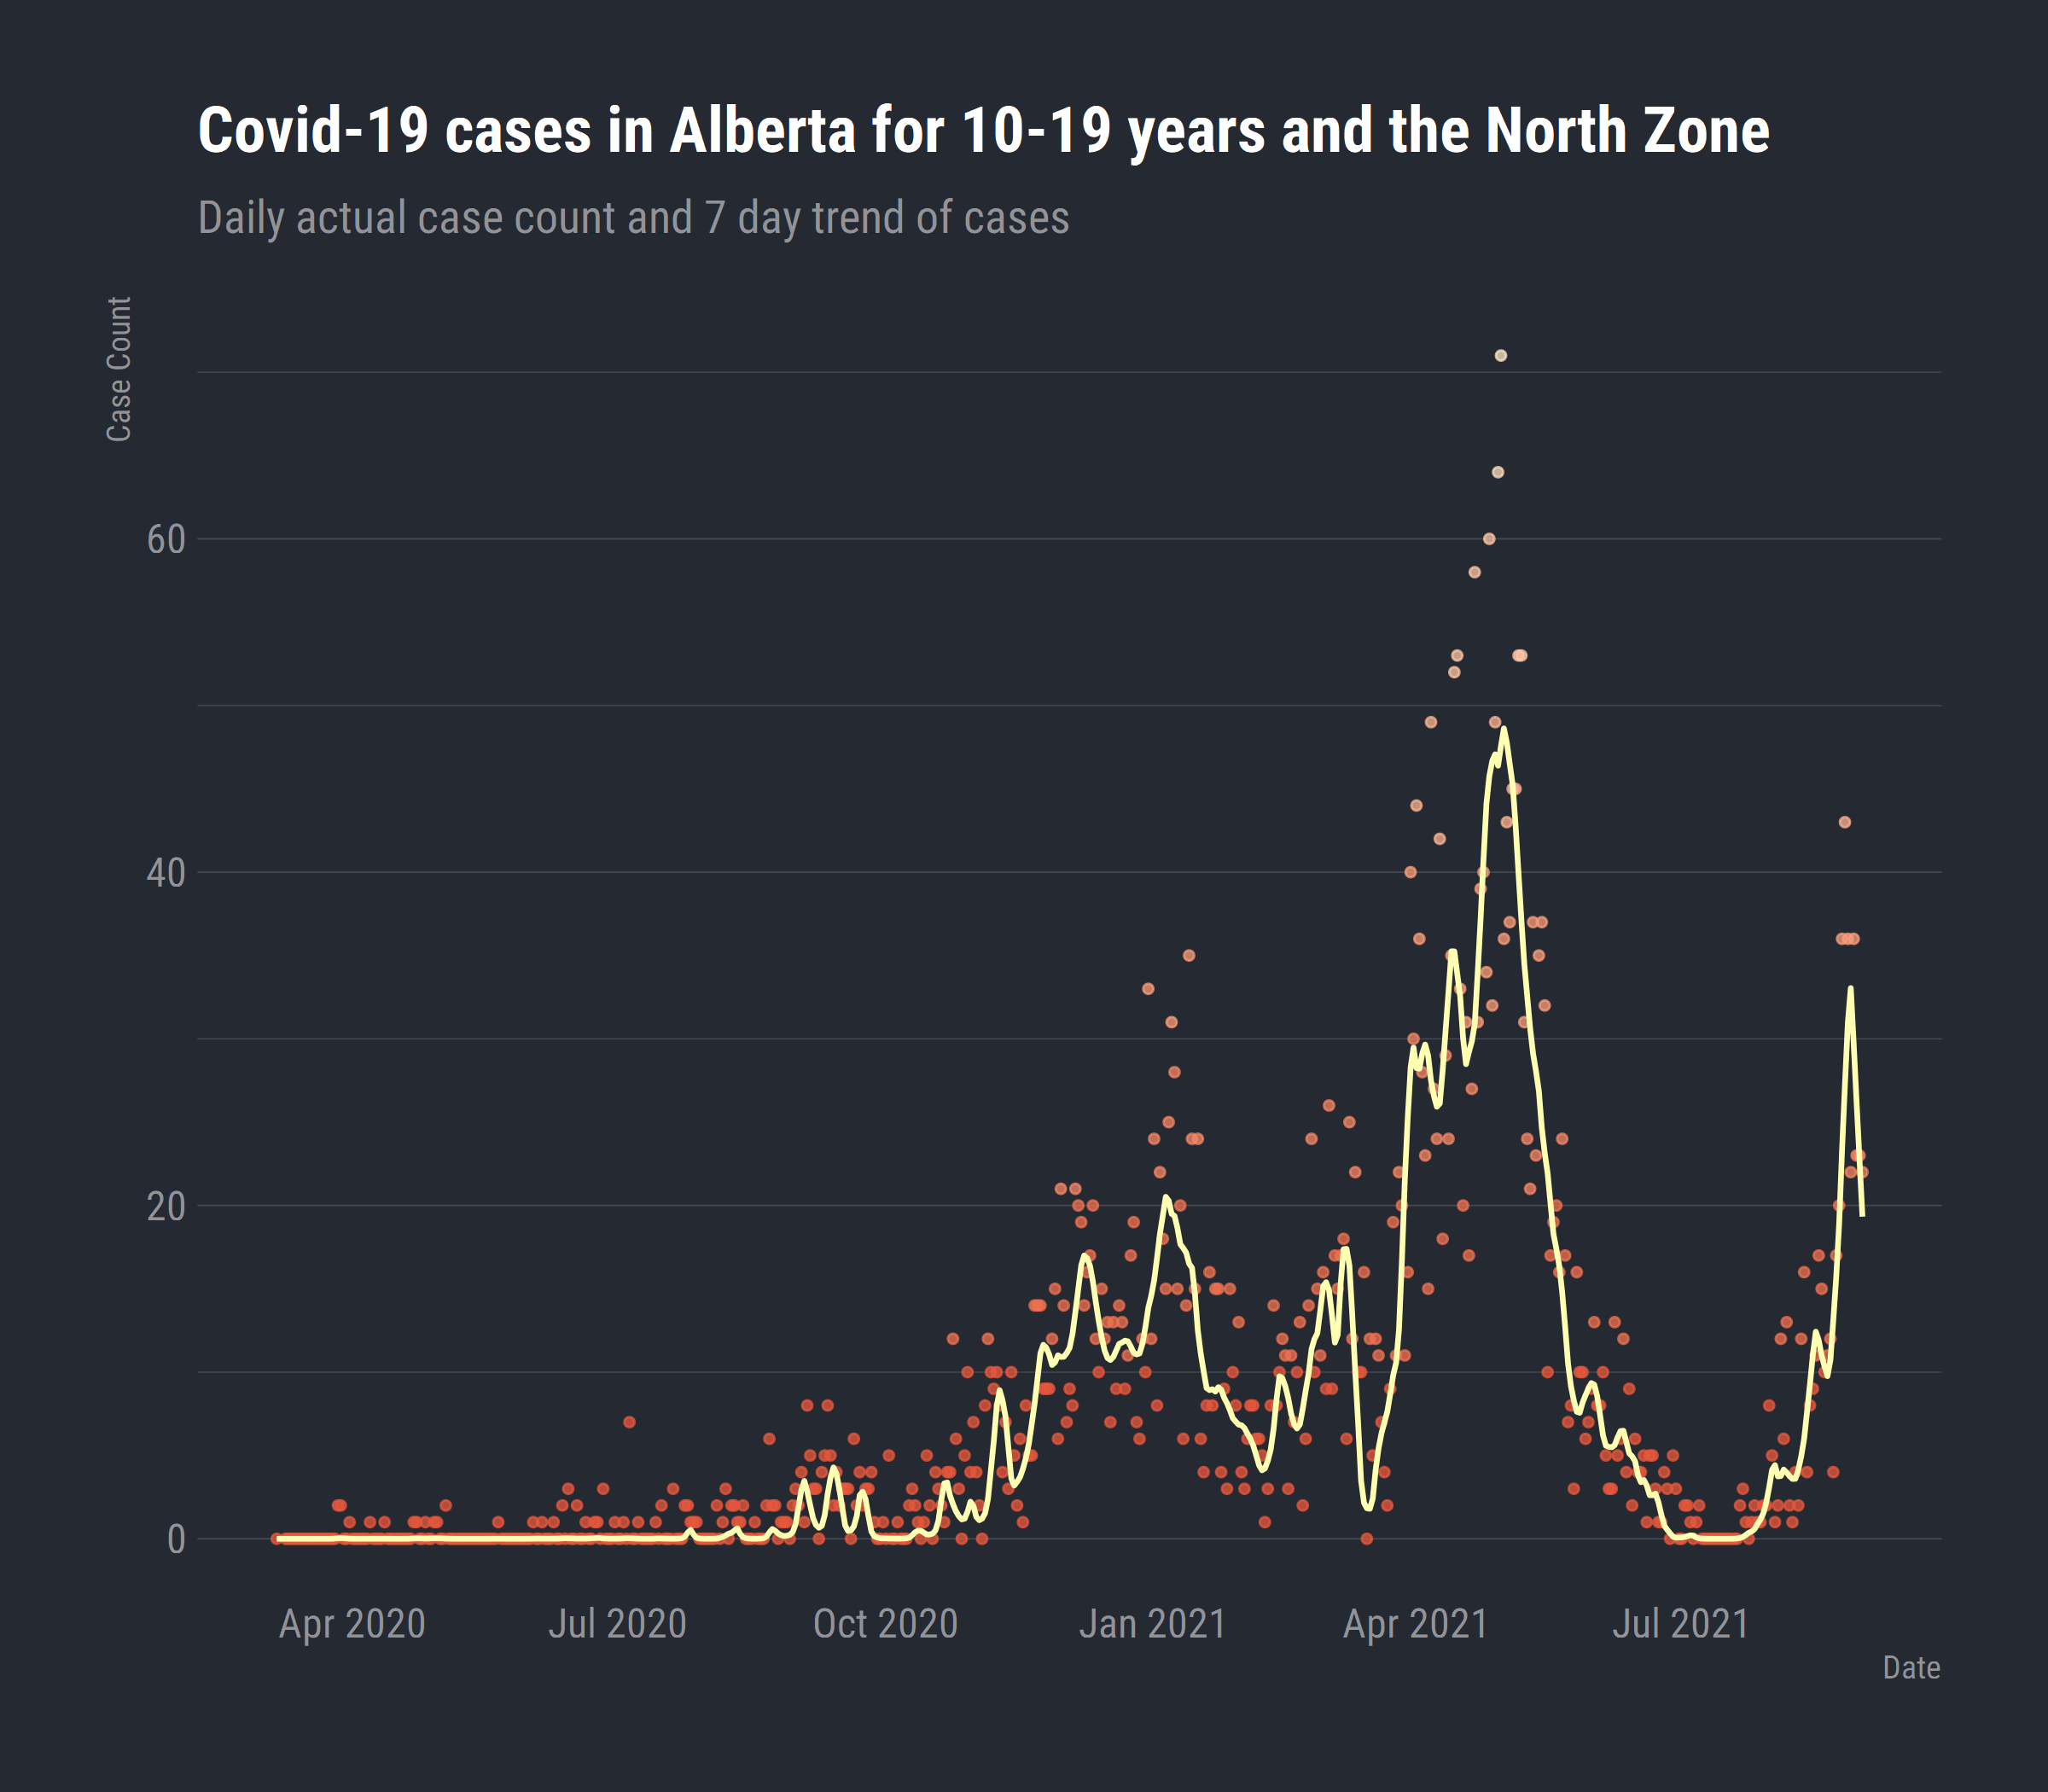 Covid-19 cases in Alberta for 10-19 years and the North Zone
Daily actual case count and 7 day trend of cases
Case Count
60
40
20
0
Apr 2020
Jul 2020
Oct 2020
Jan 2021
Apr 2021
Jul 2021
Date